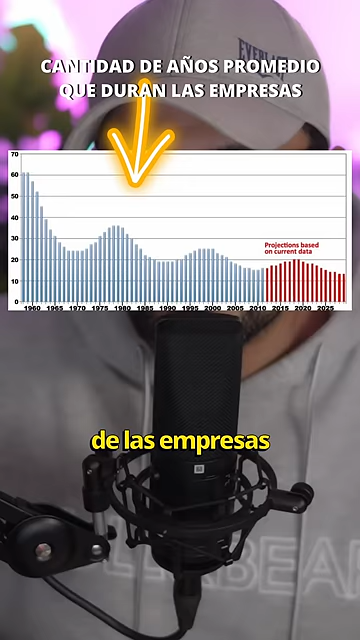 EVERLAST
CANTIDAD DE AÑOS PROMEDIO
QUE DURAN LAS EMPRESAS
70
60
50
40
30
20
10
0
Projections based
on current data
1960 1965 1970 1975 1980 1985 1990 1995 2000 2005 2010 2015 2020 2025
de las empresas